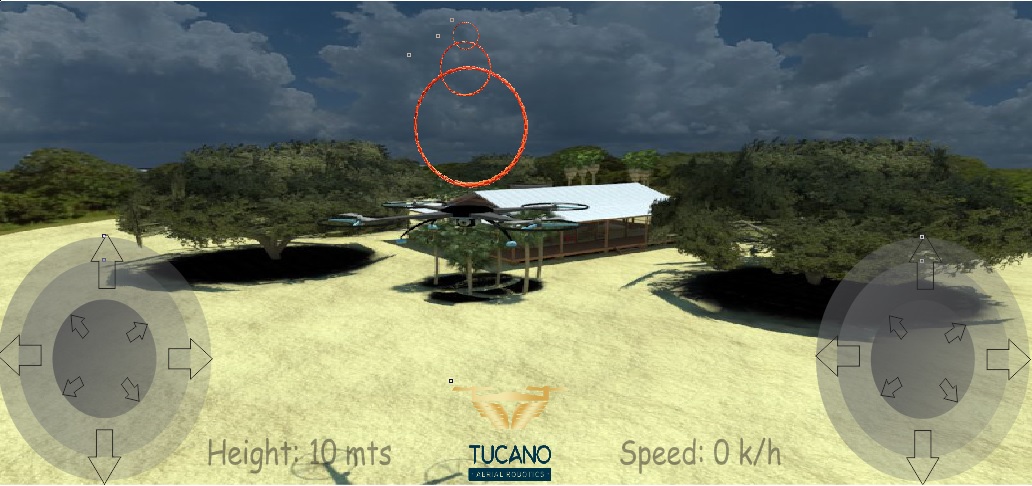 Height: 10 mts
Speed: 0 k/h
TUCANO
· AERIAL ROBOTICS ·